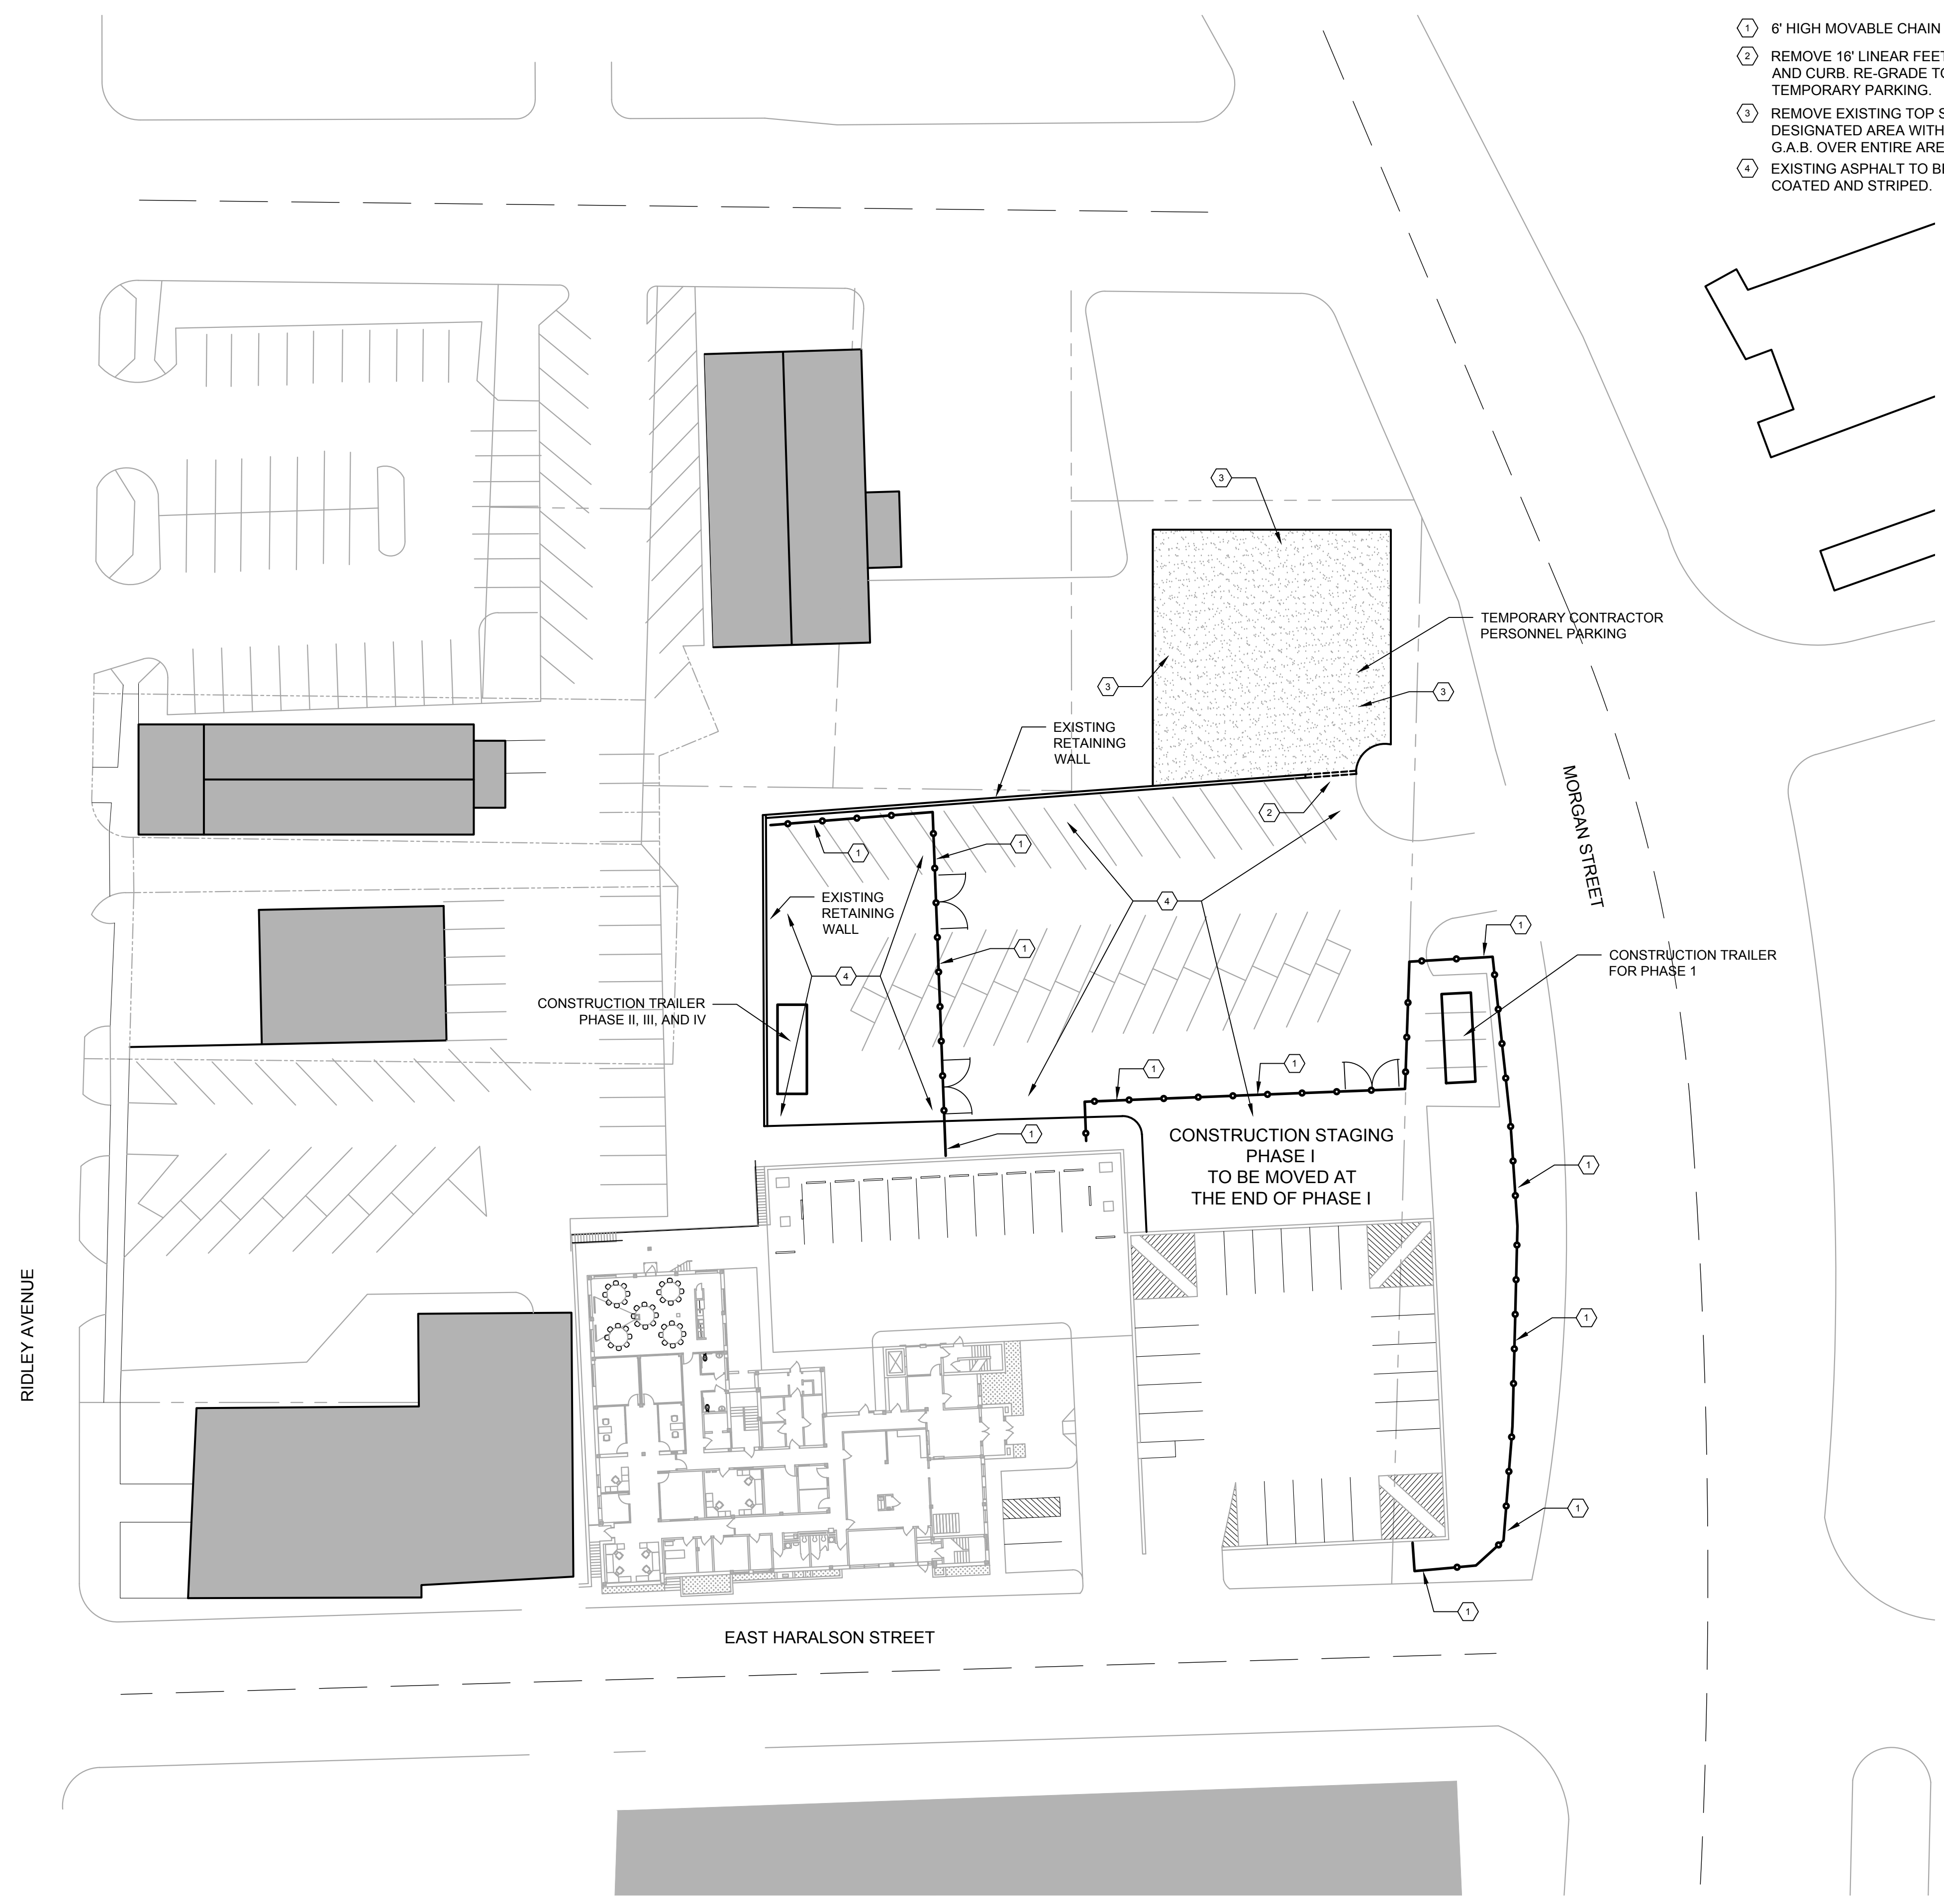 1 6' HIGH MOVABLE CHAIN
2 REMOVE 16' LINEAR FEET
AND CURB. RE-GRADE TO
TEMPORARY PARKING.
3 REMOVE EXISTING TOP S
DESIGNATED AREA WITH
G.A.B. OVER ENTIRE ARE
4 EXISTING ASPHALT TO BE
COATED AND STRIPED.
3
TEMPORARY CONTRACTOR
PERSONNEL PARKING
3
3
EXISTING
RETAINING
WALL
MORGAN STREET
2
1
1
EXISTING
RETAINING
WALL
4
1
1
CONSTRUCTION TRAILER
FOR PHASE 1
4
CONSTRUCTION TRAILER
PHASE II, III, AND IV
1
1
1
CONSTRUCTION STAGING
PHASE I
TO BE MOVED AT
THE END OF PHASE I
1
1
RIDLEY AVENUE
1
1
EAST HARALSON STREET